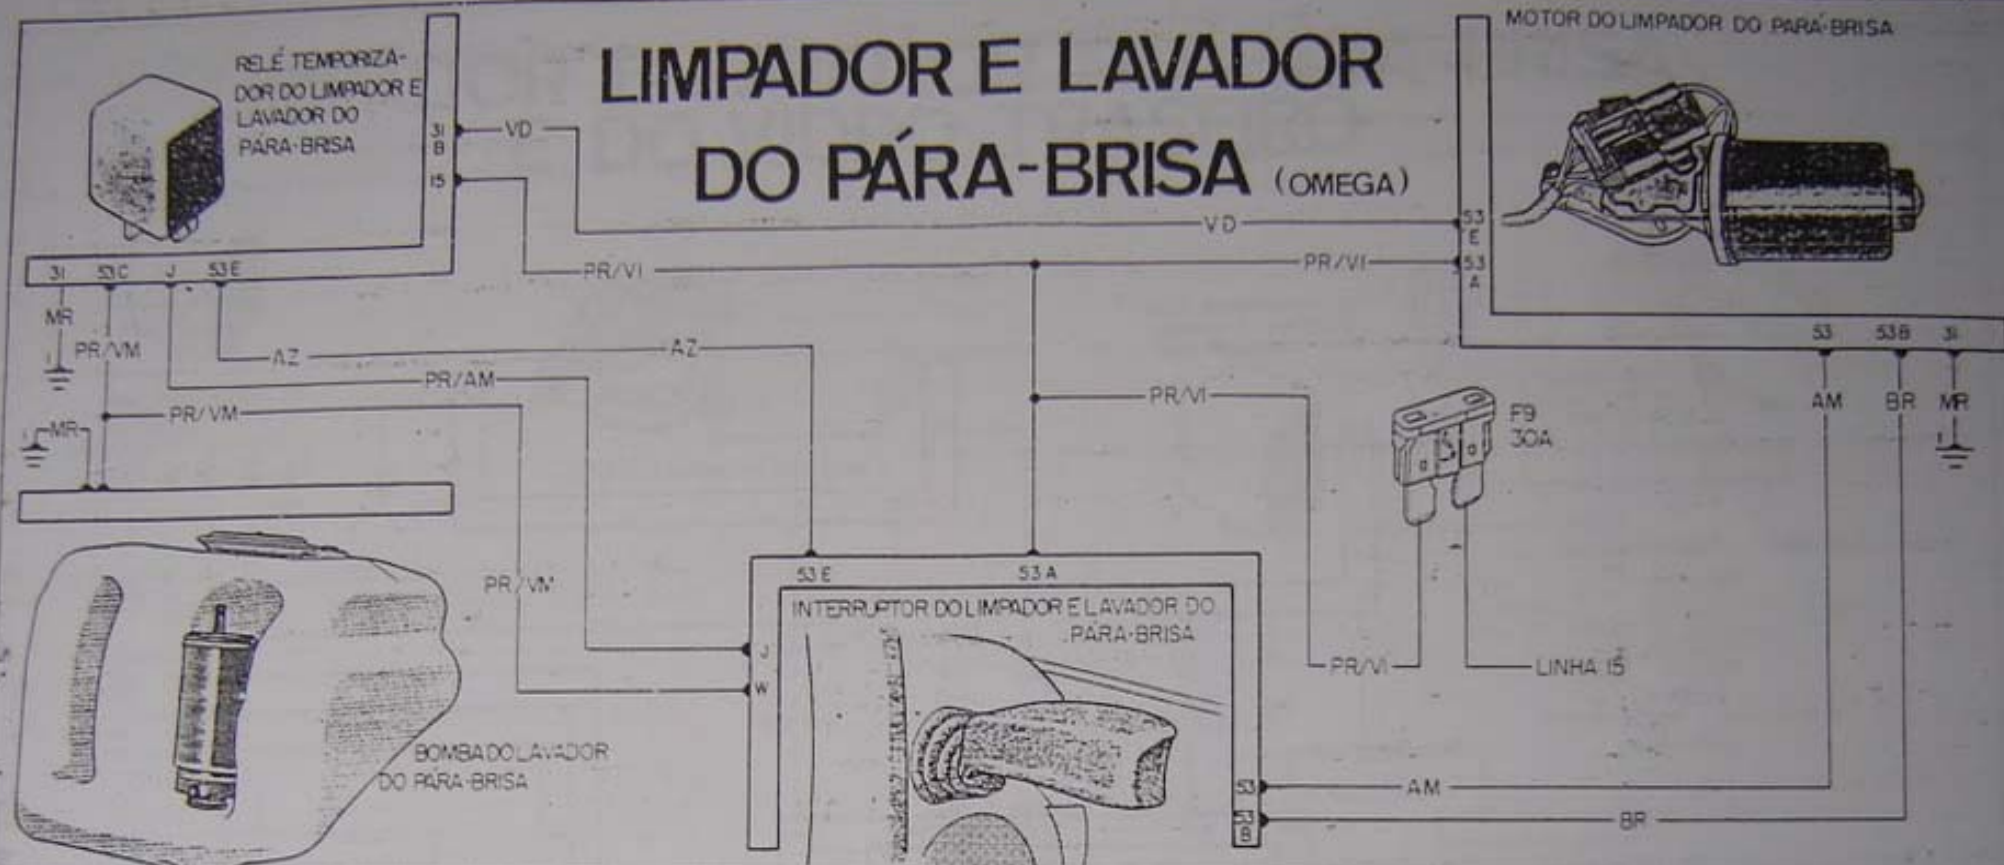 LIMPADOR E LAVADOR
DO PÁRA-BRISA (OMEGA)
RELÉ TEMPORIZA-
DOR DO LIMPADOR E
LAVADOR DO
PÁRA-BRISA
31
B
15
VD
31 53C J 53E
MR
PR/VM
AZ
AZ
PR/AM
PR/VM
MR
PR/VI
VD
PR/VI
MOTOR DO LIMPADOR DO PÁRA-BRISA
53
E
53
A
53 53B 31
AM BR MR
PR/VI
F9
30A
PR/VM
53E 53A
INTERRUPTOR DO LIMPADOR E LAVADOR DO
PÁRA-BRISA
J
W
PR/VI
LINHA 15
BOMBA DO LAVADOR
DO PÁRA-BRISA
53
AM
53
B
BR